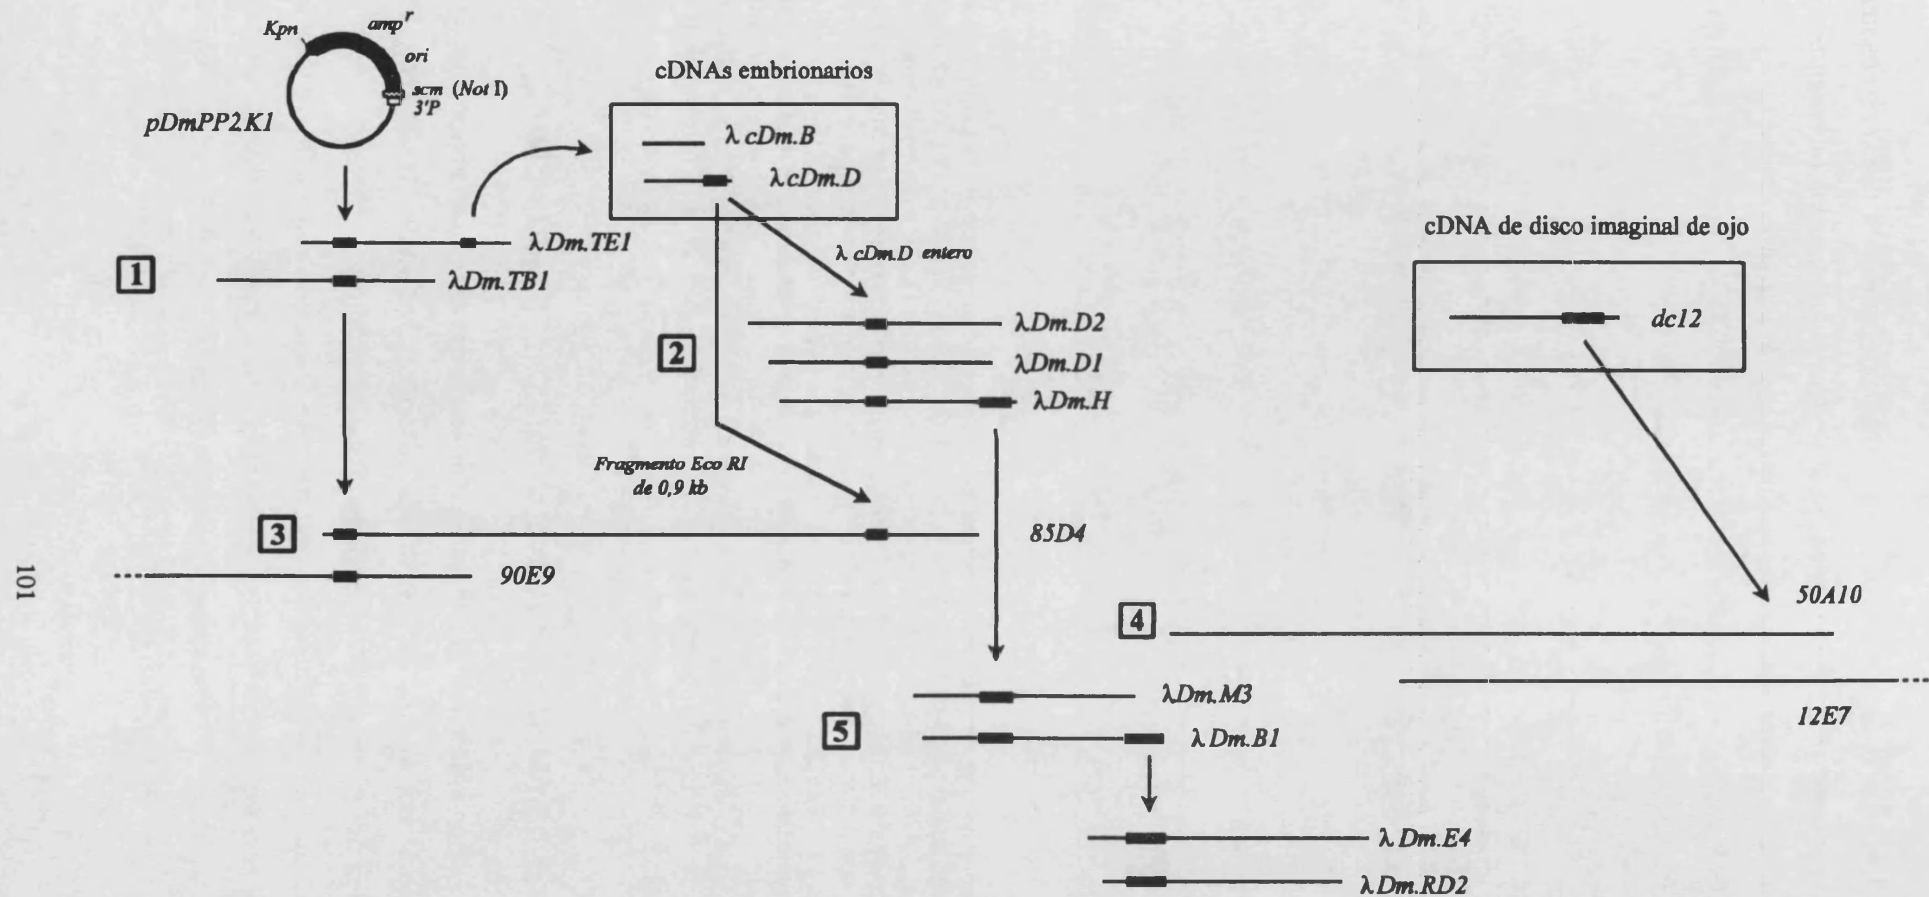 Kpn
amp^r
ori
scm (Not I)
3'P
pDmPP2.K1
cDNAs embrionarios
λ cDm.B
λ cDm.D
λDm.TE1
1
λDm.TB1
λ cDm.D entero
cDNA de disco imaginal de ojo
dc12
λDm.D2
2
λDm.D1
λDm.H
Fragmento Eco RI
de 0,9 kb
3
85D4
90E9
50A10
4
12E7
λDm.M3
5
λ Dm.B1
λ Dm.E4
λ Dm.RD2
101